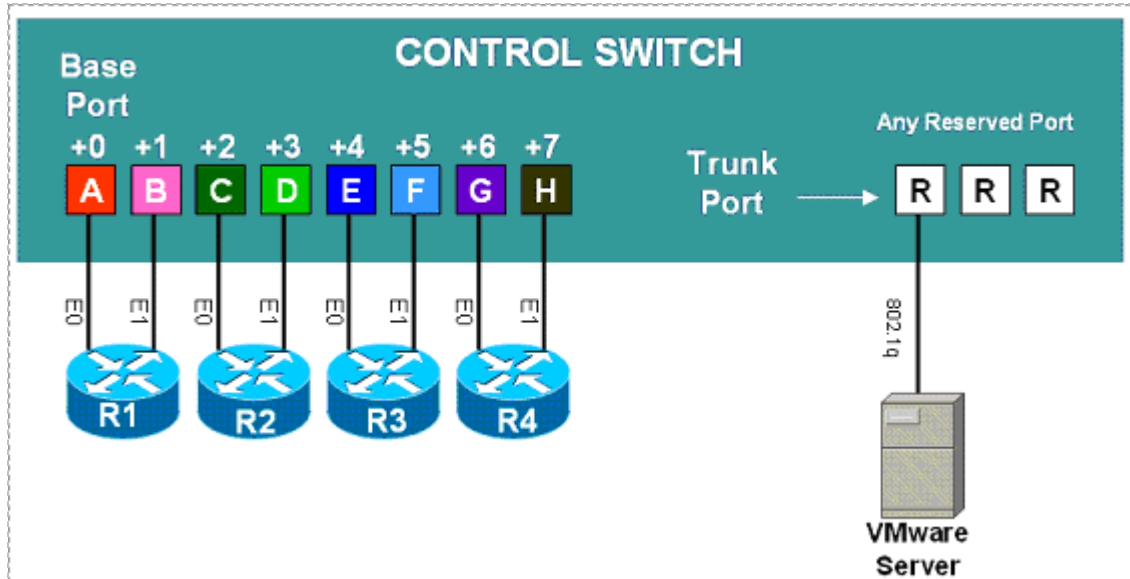 CONTROL SWITCH
Base
Port
+0 +1 +2 +3 +4 +5 +6 +7
A B C D E F G H
Any Reserved Port
Trunk
Port
R R R
E0 E1 E0 E1 E0 E1 E0 E1
802.1q
R1 R2 R3 R4
VMware
Server